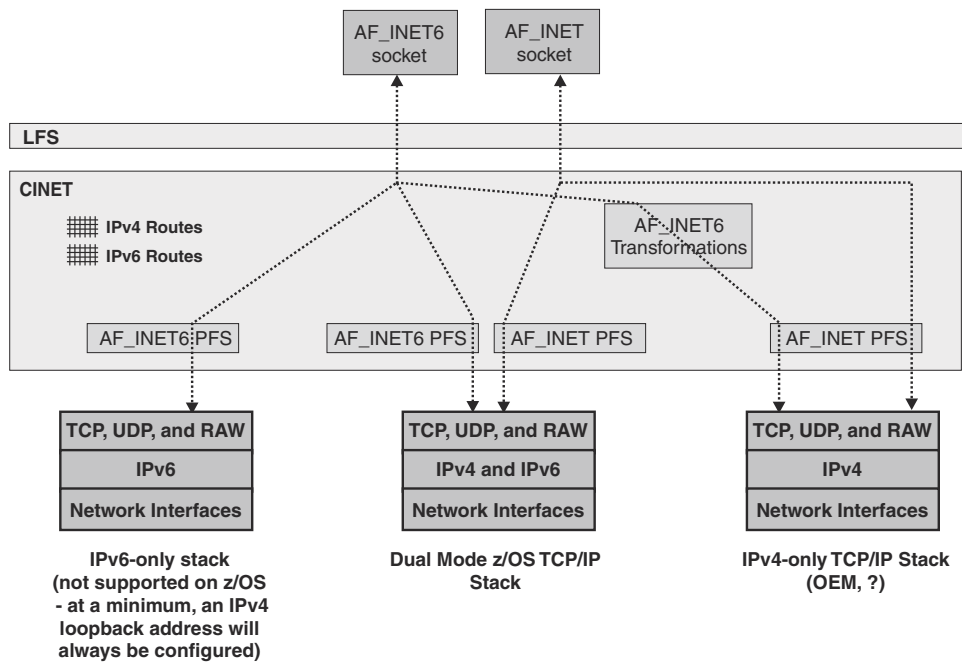 AF_INET6
socket
AF_INET
socket
LFS
CINET
IPv4 Routes
IPv6 Routes
AF_INET6
Transformations
AF_INET6 PFS
AF_INET6 PFS
AF_INET PFS
AF_INET PFS
TCP, UDP, and RAW
IPv6
Network Interfaces
TCP, UDP, and RAW
IPv4 and IPv6
Network Interfaces
TCP, UDP, and RAW
IPv4
Network Interfaces
IPv6-only stack
(not supported on z/OS
- at a minimum, an IPv4
loopback address will
always be configured)
Dual Mode z/OS TCP/IP
Stack
IPv4-only TCP/IP Stack
(OEM, ?)